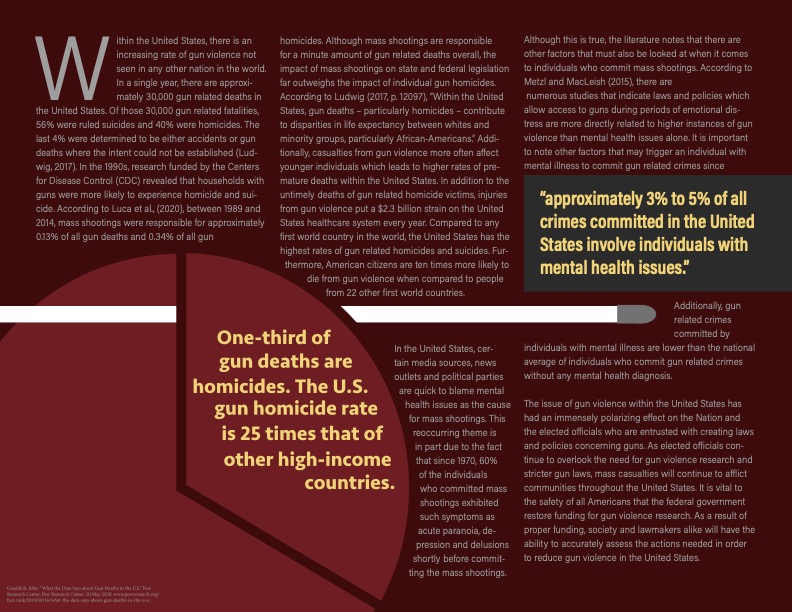 Within the United States, there is an
increasing rate of gun violence not
seen in any other nation in the world.
In a single year, there are approxi-
mately 30,000 gun related deaths in
the United States. Of those 30,000 gun related fatalities,
56% were ruled suicides and 40% were homicides. The
last 4% were determined to be either accidents or gun
deaths where the intent could not be established (Lud-
wig, 2017). In the 1990s, research funded by the Centers
for Disease Control (CDC) revealed that households with
guns were more likely to experience homicide and sui-
cide. According to Luca et al., (2020), between 1989 and
2014, mass shootings were responsible for approximately
0.13% of all gun deaths and 0.34% of all gun
homicides. Although mass shootings are responsible
for a minute amount of gun related deaths overall, the
impact of mass shootings on state and federal legislation
far outweighs the impact of individual gun homicides.
According to Ludwig (2017, p. 12097), "Within the United
States, gun deaths – particularly homicides – contribute
to disparities in life expectancy between whites and
minority groups, particularly African-Americans." Addi-
tionally, casualties from gun violence more often affect
younger individuals which leads to higher rates of pre-
mature deaths within the United States. In addition to the
untimely deaths of gun related homicide victims, injuries
from gun violence put a $2.3 billion strain on the United
States healthcare system every year. Compared to any
first world country in the world, the United States has the
highest rates of gun related homicides and suicides. Fur-
thermore, American citizens are ten times more likely to
die from gun violence when compared to people
from 22 other first world countries.
One-third of
gun deaths are
homicides. The U.S.
gun homicide rate
is 25 times that of
other high-income
countries.
In the United States, cer-
tain media sources, news
outlets and political parties
are quick to blame mental
health issues as the cause
for mass shootings. This
reoccurring theme is
in part due to the fact
that since 1970, 60%
of the individuals
who committed mass
shootings exhibited
such symptoms as
acute paranoia, de-
pression and delusions
shortly before commit-
ting the mass shootings.
Although this is true, the literature notes that there are
other factors that must also be looked at when it comes
to individuals who commit mass shootings. According to
Metzl and MacLeish (2015), there are
numerous studies that indicate laws and policies which
allow access to guns during periods of emotional dis-
tress are more directly related to higher instances of gun
violence than mental health issues alone. It is important
to note other factors that may trigger an individual with
mental illness to commit gun related crimes since
"approximately 3% to 5% of all
crimes committed in the United
States involve individuals with
mental health issues."
Additionally, gun
related crimes
committed by
individuals with mental illness are lower than the national
average of individuals who commit gun related crimes
without any mental health diagnosis.
The issue of gun violence within the United States has
had an immensely polarizing effect on the Nation and
the elected officials who are entrusted with creating laws
and policies concerning guns. As elected officials con-
tinue to overlook the need for gun violence research and
stricter gun laws, mass casualties will continue to afflict
communities throughout the United States. It is vital to
the safety of all Americans that the federal government
restore funding for gun violence research. As a result of
proper funding, society and lawmakers alike will have the
ability to accurately assess the actions needed in order
to reduce gun violence in the United States.
Gramlich, John. "What the Data Says about Gun Deaths in the U.S." Pew
Research Center, Pew Research Center, 30 May 2020, www.pewresearch.org/
fact-tank/2019/08/16/what-the-data-says-about-gun-deaths-in-the-u-s/.